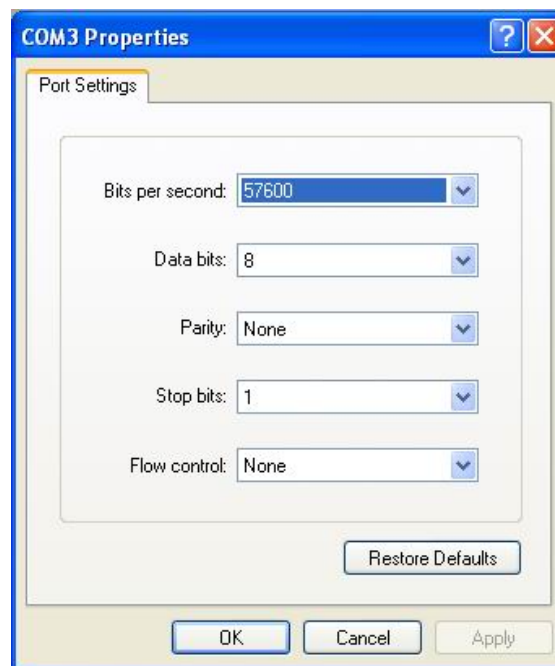 COM3 Properties
Port Settings
Bits per second: 57600
Data bits: 8
Parity: None
Stop bits: 1
Flow control: None
Restore Defaults
OK Cancel Apply